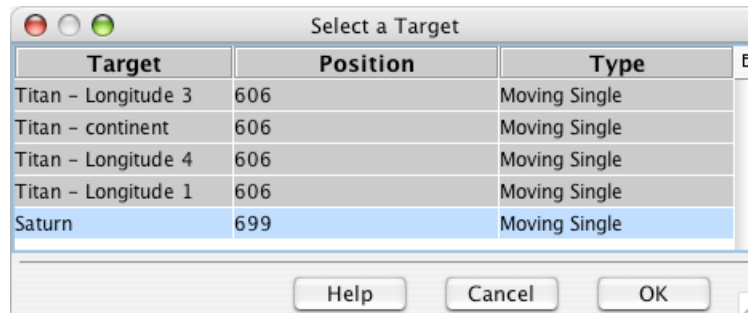 Select a Target
Target Position Type
Titan – Longitude 3 606 Moving Single
Titan – continent 606 Moving Single
Titan – Longitude 4 606 Moving Single
Titan – Longitude 1 606 Moving Single
Saturn 699 Moving Single
Help Cancel OK